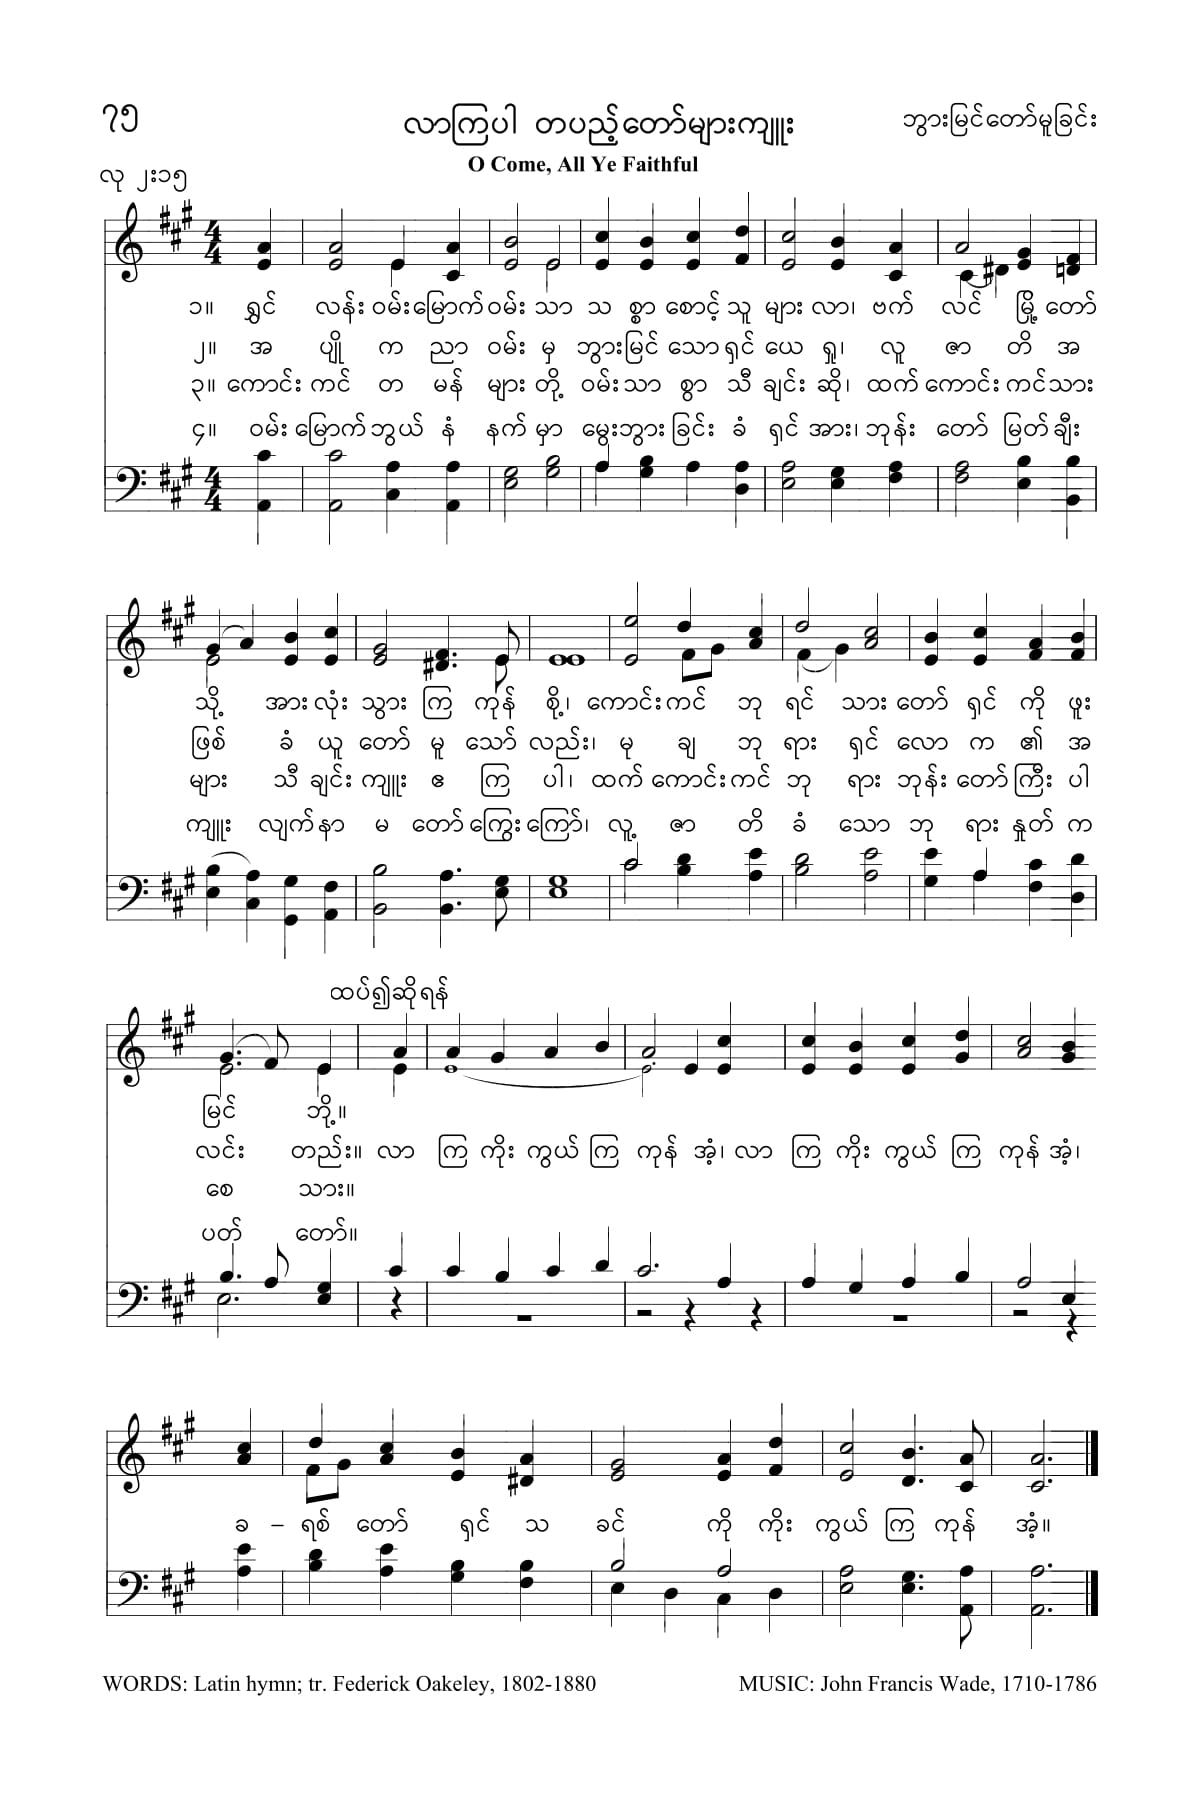 ၇၅
လာကြပါ တပည့်တော်များကျူး
ဘွားမြင်တော်မူခြင်း
O Come, All Ye Faithful
လု ၂း၁၅
၁။ ရွှင် လန်း ဝမ်းမြောက်ဝမ်း သာ သ စ္စာ စောင့် သူ များ လာ၊ ဗက် လင် မြို့ တော်
၂။ အ ပျို က ညာ ဝမ်း မှ ဘွားမြင် သော ရှင် ယေ ရှု၊ လူ ဇာ တိ အ
၃။ ကောင်း ကင် တ မန် များ တို့ ဝမ်း သာ စွာ သီ ချင်း ဆို၊ ထက် ကောင်း ကင်သား
၄။ ဝမ်း မြောက်ဘွယ် နံ နက် မှာ မွေးဘွား ခြင်း ခံ ရှင် အား၊ ဘုန်း တော် မြတ် ချီး
သို့ အား လုံး သွား ကြ ကုန် စို့၊ ကောင်းကင် ဘု ရင် သား တော် ရှင် ကို ဖူး
ဖြစ် ခံ ယူ တော် မူ သော် လည်း၊ မု ချ ဘု ရား ရှင် လော က ၏ အ
များ သီ ချင်း ကျူး ဧ ကြ ပါ၊ ထက် ကောင်းကင် ဘု ရား ဘုန်း တော် ကြီး ပါ
ကျူး လျက်နာ မ တော် ကြွေး ကြော်၊ လူ့ ဇာ တိ ခံ သော ဘု ရား နှုတ် က
ထပ်၍ဆိုရန်
မြင် ဘို့။
လင်း တည်း။ လာ ကြ ကိုး ကွယ် ကြ ကုန် အံ့၊ လာ ကြ ကိုး ကွယ် ကြ ကုန် အံ့၊
စေ သား။
ပတ် တော်။
ခ – ရစ် တော် ရှင် သ ခင် ကို ကိုး ကွယ် ကြ ကုန် အံ့။
WORDS: Latin hymn; tr. Federick Oakeley, 1802-1880
MUSIC: John Francis Wade, 1710-1786